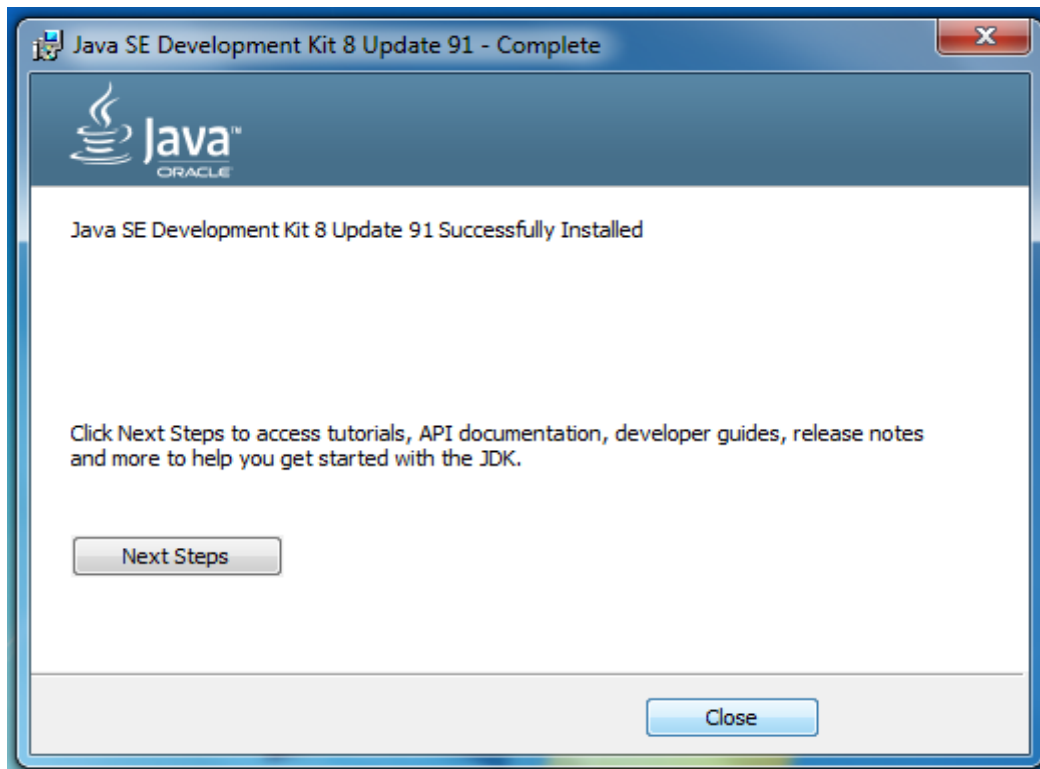 Java SE Development Kit 8 Update 91 - Complete
Java™
ORACLE
Java SE Development Kit 8 Update 91 Successfully Installed
Click Next Steps to access tutorials, API documentation, developer guides, release notes
and more to help you get started with the JDK.
Next Steps
Close